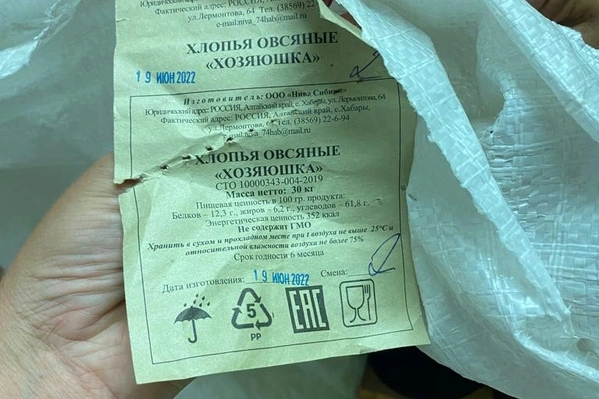 Юридический адрес: РОССИЯ,
Фактический адрес: РОССИЯ, А
ул.Лермонтова, 64 Тел. (38569)
e-mail:niva_74hab@mail.ru
ХЛОПЬЯ ОВСЯНЫЕ
«ХОЗЯЮШКА»
19 ИЮН 2022
Изготовитель: ООО «Нива Сибири»
Юридический адрес: РОССИЯ, Алтайский край, с.Хабары, ул.Лермонтова, 64
Фактический адрес: РОССИЯ, Алтайский край, с.Хабары,
ул.Лермонтова, 64, Тел. (38569) 22-6-94
niva_74hab@mail.ru
ХЛОПЬЯ ОВСЯНЫЕ
«ХОЗЯЮШКА»
СТО 10000343-004-2019
Масса нетто: 30 кг
Пищевая ценность в 100 гр. продукта:
Белков – 12,3 г., жиров – 6,2 г., углеводов – 61,8 г.
Энергетическая ценность 352 ккал
Не содержит ГМО
Хранить в сухом и прохладном месте при t воздуха не выше 25°С и
относительной влажности воздуха не более 75%
Срок годности 6 месяца
Дата изготовления: 19 ИЮН 2022 Смена: 2
5
PP
ЕАС